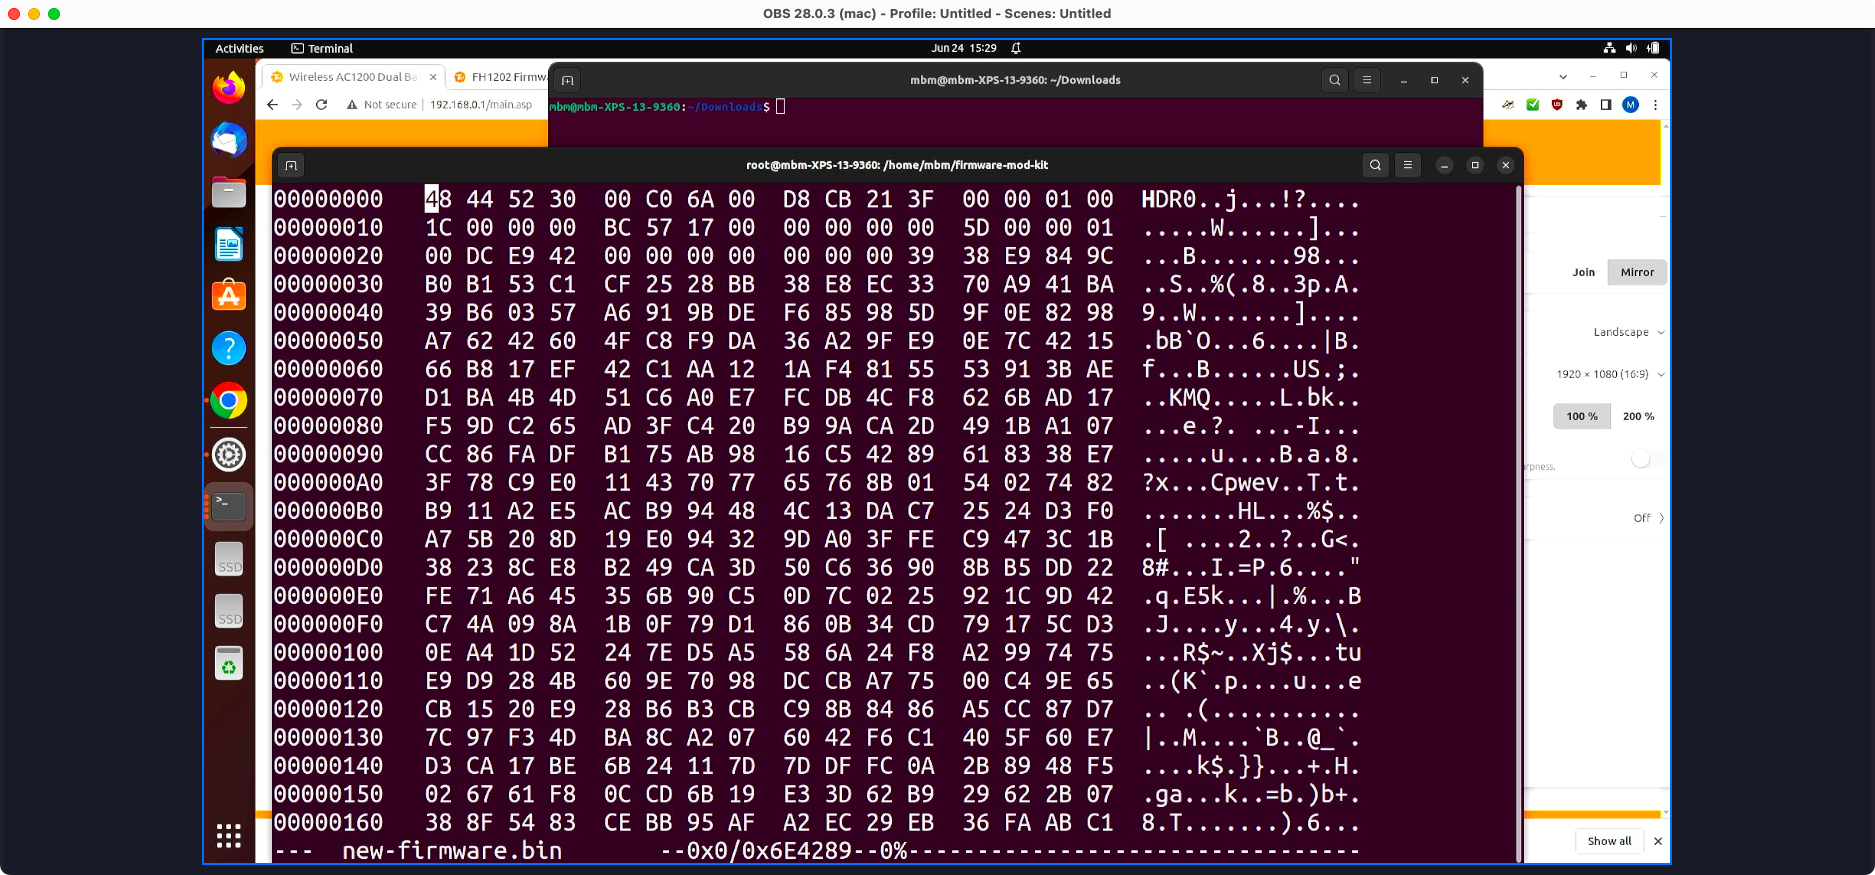 OBS 28.0.3 (mac) - Profile: Untitled - Scenes: Untitled
Activities Terminal Jun 24 15:29
Wireless AC1200 Dual Ba × FH1202 Firmw
mbm@mbm-XPS-13-9360: ~/Downloads
Not secure 192.168.0.1/main.asp
mbm@mbm-XPS-13-9360:~/Downloads$
M
root@mbm-XPS-13-9360: /home/mbm/firmware-mod-kit
00000000 48 44 52 30 00 C0 6A 00 D8 CB 21 3F 00 00 01 00 HDR0..j...!?....
00000010 1C 00 00 00 BC 57 17 00 00 00 00 00 5D 00 00 01 .....W......]...
00000020 00 DC E9 42 00 00 00 00 00 00 00 39 38 E9 84 9C ...B.......98...
00000030 B0 B1 53 C1 CF 25 28 BB 38 E8 EC 33 70 A9 41 BA ..S..%(.8..3p.A.
00000040 39 B6 03 57 A6 91 9B DE F6 85 98 5D 9F 0E 82 98 9..W.......]....
00000050 A7 62 42 60 4F C8 F9 DA 36 A2 9F E9 0E 7C 42 15 .bB`O...6....|B.
00000060 66 B8 17 EF 42 C1 AA 12 1A F4 81 55 53 91 3B AE f...B......US.;.
00000070 D1 BA 4B 4D 51 C6 A0 E7 FC DB 4C F8 62 6B AD 17 ..KMQ.....L.bk..
00000080 F5 9D C2 65 AD 3F C4 20 B9 9A CA 2D 49 1B A1 07 ...e.?. ...-I...
00000090 CC 86 FA DF B1 75 AB 98 16 C5 42 89 61 83 38 E7 .....u....B.a.8.
000000A0 3F 78 C9 E0 11 43 70 77 65 76 8B 01 54 02 74 82 ?x...Cpwev..T.t.
000000B0 B9 11 A2 E5 AC B9 94 48 4C 13 DA C7 25 24 D3 F0 .......HL...%$..
000000C0 A7 5B 20 8D 19 E0 94 32 9D A0 3F FE C9 47 3C 1B .[ ....2..?..G<.
000000D0 38 23 8C E8 B2 49 CA 3D 50 C6 36 90 8B B5 DD 22 8#...I.=P.6...."
000000E0 FE 71 A6 45 35 6B 90 C5 0D 7C 02 25 92 1C 9D 42 .q.E5k...|.%...B
000000F0 C7 4A 09 8A 1B 0F 79 D1 86 0B 34 CD 79 17 5C D3 .J....y...4.y.\.
00000100 0E A4 1D 52 24 7E D5 A5 58 6A 24 F8 A2 99 74 75 ...R$~..Xj$...tu
00000110 E9 D9 28 4B 60 9E 70 98 DC CB A7 75 00 C4 9E 65 ..(K`.p....u...e
00000120 CB 15 20 E9 28 B6 B3 CB C9 8B 84 86 A5 CC 87 D7 .. .(...........
00000130 7C 97 F3 4D BA 8C A2 07 60 42 F6 C1 40 5F 60 E7 |..M....`B..@_`.
00000140 D3 CA 17 BE 6B 24 11 7D 7D DF FC 0A 2B 89 48 F5 ....k$.}}...+.H.
00000150 02 67 61 F8 0C CD 6B 19 E3 3D 62 B9 29 62 2B 07 .ga...k..=b.)b+.
00000160 38 8F 54 83 CE BB 95 AF A2 EC 29 EB 36 FA AB C1 8.T.......).6...
--- new-firmware.bin --0x0/0x6E4289--0%---------------------------------
Join Mirror
Landscape
1920 × 1080 (16:9)
100 % 200 %
rpness.
Off
Show all
SSD
SSD